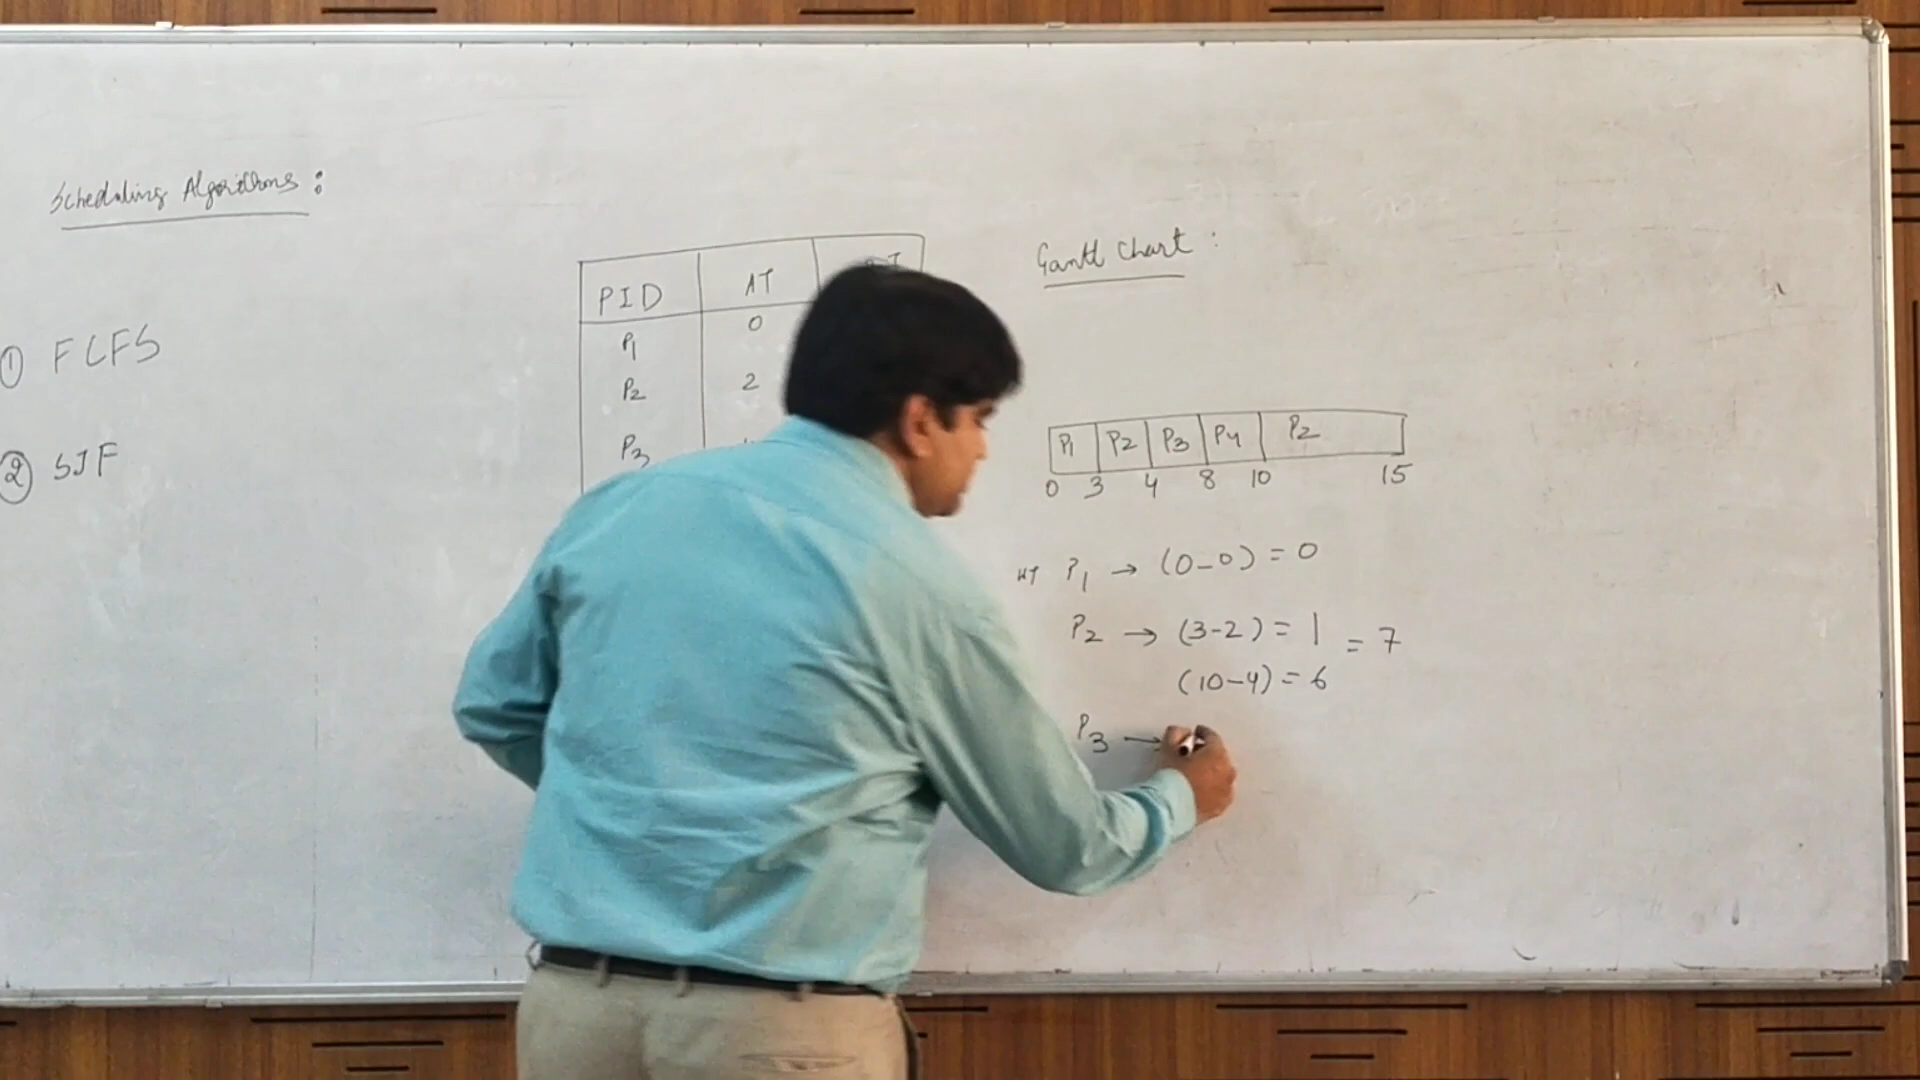 Scheduling Algorithms :
① FCFS
② SJF
PID AT
P1 0
P2 2
P3
Gantt Chart :
P1 P2 P3 P4 P2
0 3 4 8 10 15
WT P1 → (0-0) = 0
P2 → (3-2) = 1 = 7
(10-4) = 6
P3 →